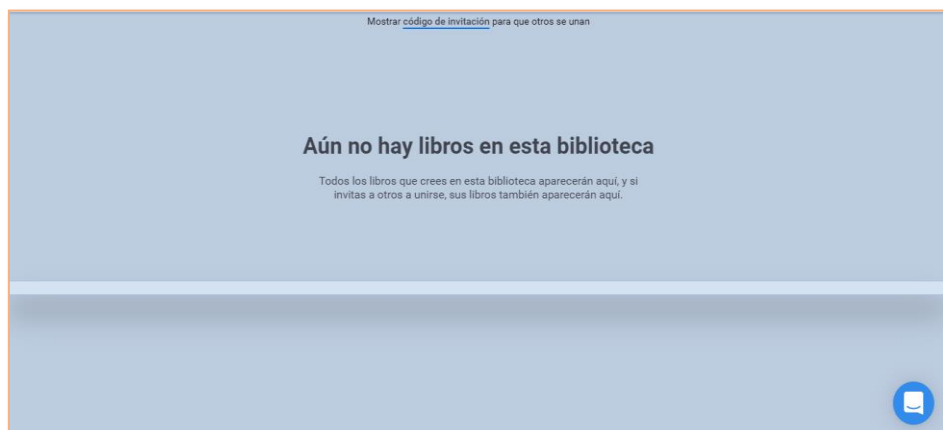 Mostrar código de invitación para que otros se unan
Aún no hay libros en esta biblioteca
Todos los libros que crees en esta biblioteca aparecerán aquí, y si
invitas a otros a unirse, sus libros también aparecerán aquí.